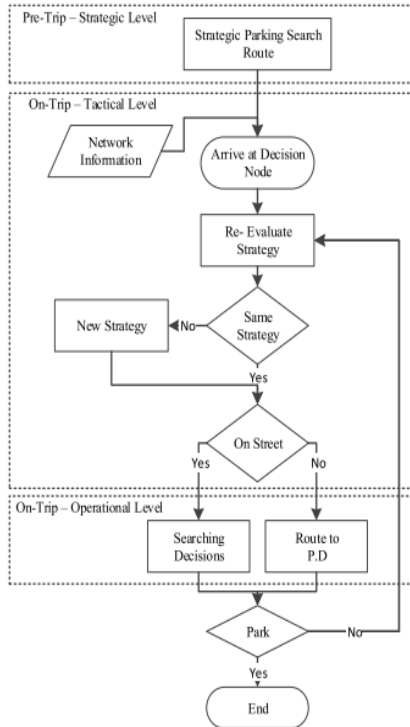 Pre-Trip – Strategic Level
Strategic Parking Search
Route
On-Trip – Tactical Level
Network
Information
Arrive at Decision
Node
Re- Evaluate
Strategy
Same
Strategy
No
New Strategy
Yes
On Street
Yes
No
On-Trip – Operational Level
Searching
Decisions
Route to
P.D
Park
No
Yes
End